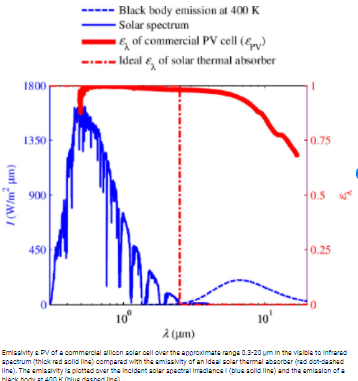 Black body emission at 400 K
Solar spectrum
ε_λ of commercial PV cell (ε_PV)
Ideal ε_λ of solar thermal absorber
1800
1350
900
450
0
I (W/m² μm)
1
0.75
0.5
0.25
0
ε_λ
10⁰
10¹
λ (μm)
Emissivity ε PV of a commercial silicon solar cell over the approximate range 0.3-20 μm in the visible to infrared
spectrum (thick red solid line) compared with the emissivity of an ideal solar thermal absorber (red dot-dashed
line). The emissivity is plotted over the incident solar spectral irradiance I (blue solid line) and the emission of a
black body at 400 K (blue dashed line)